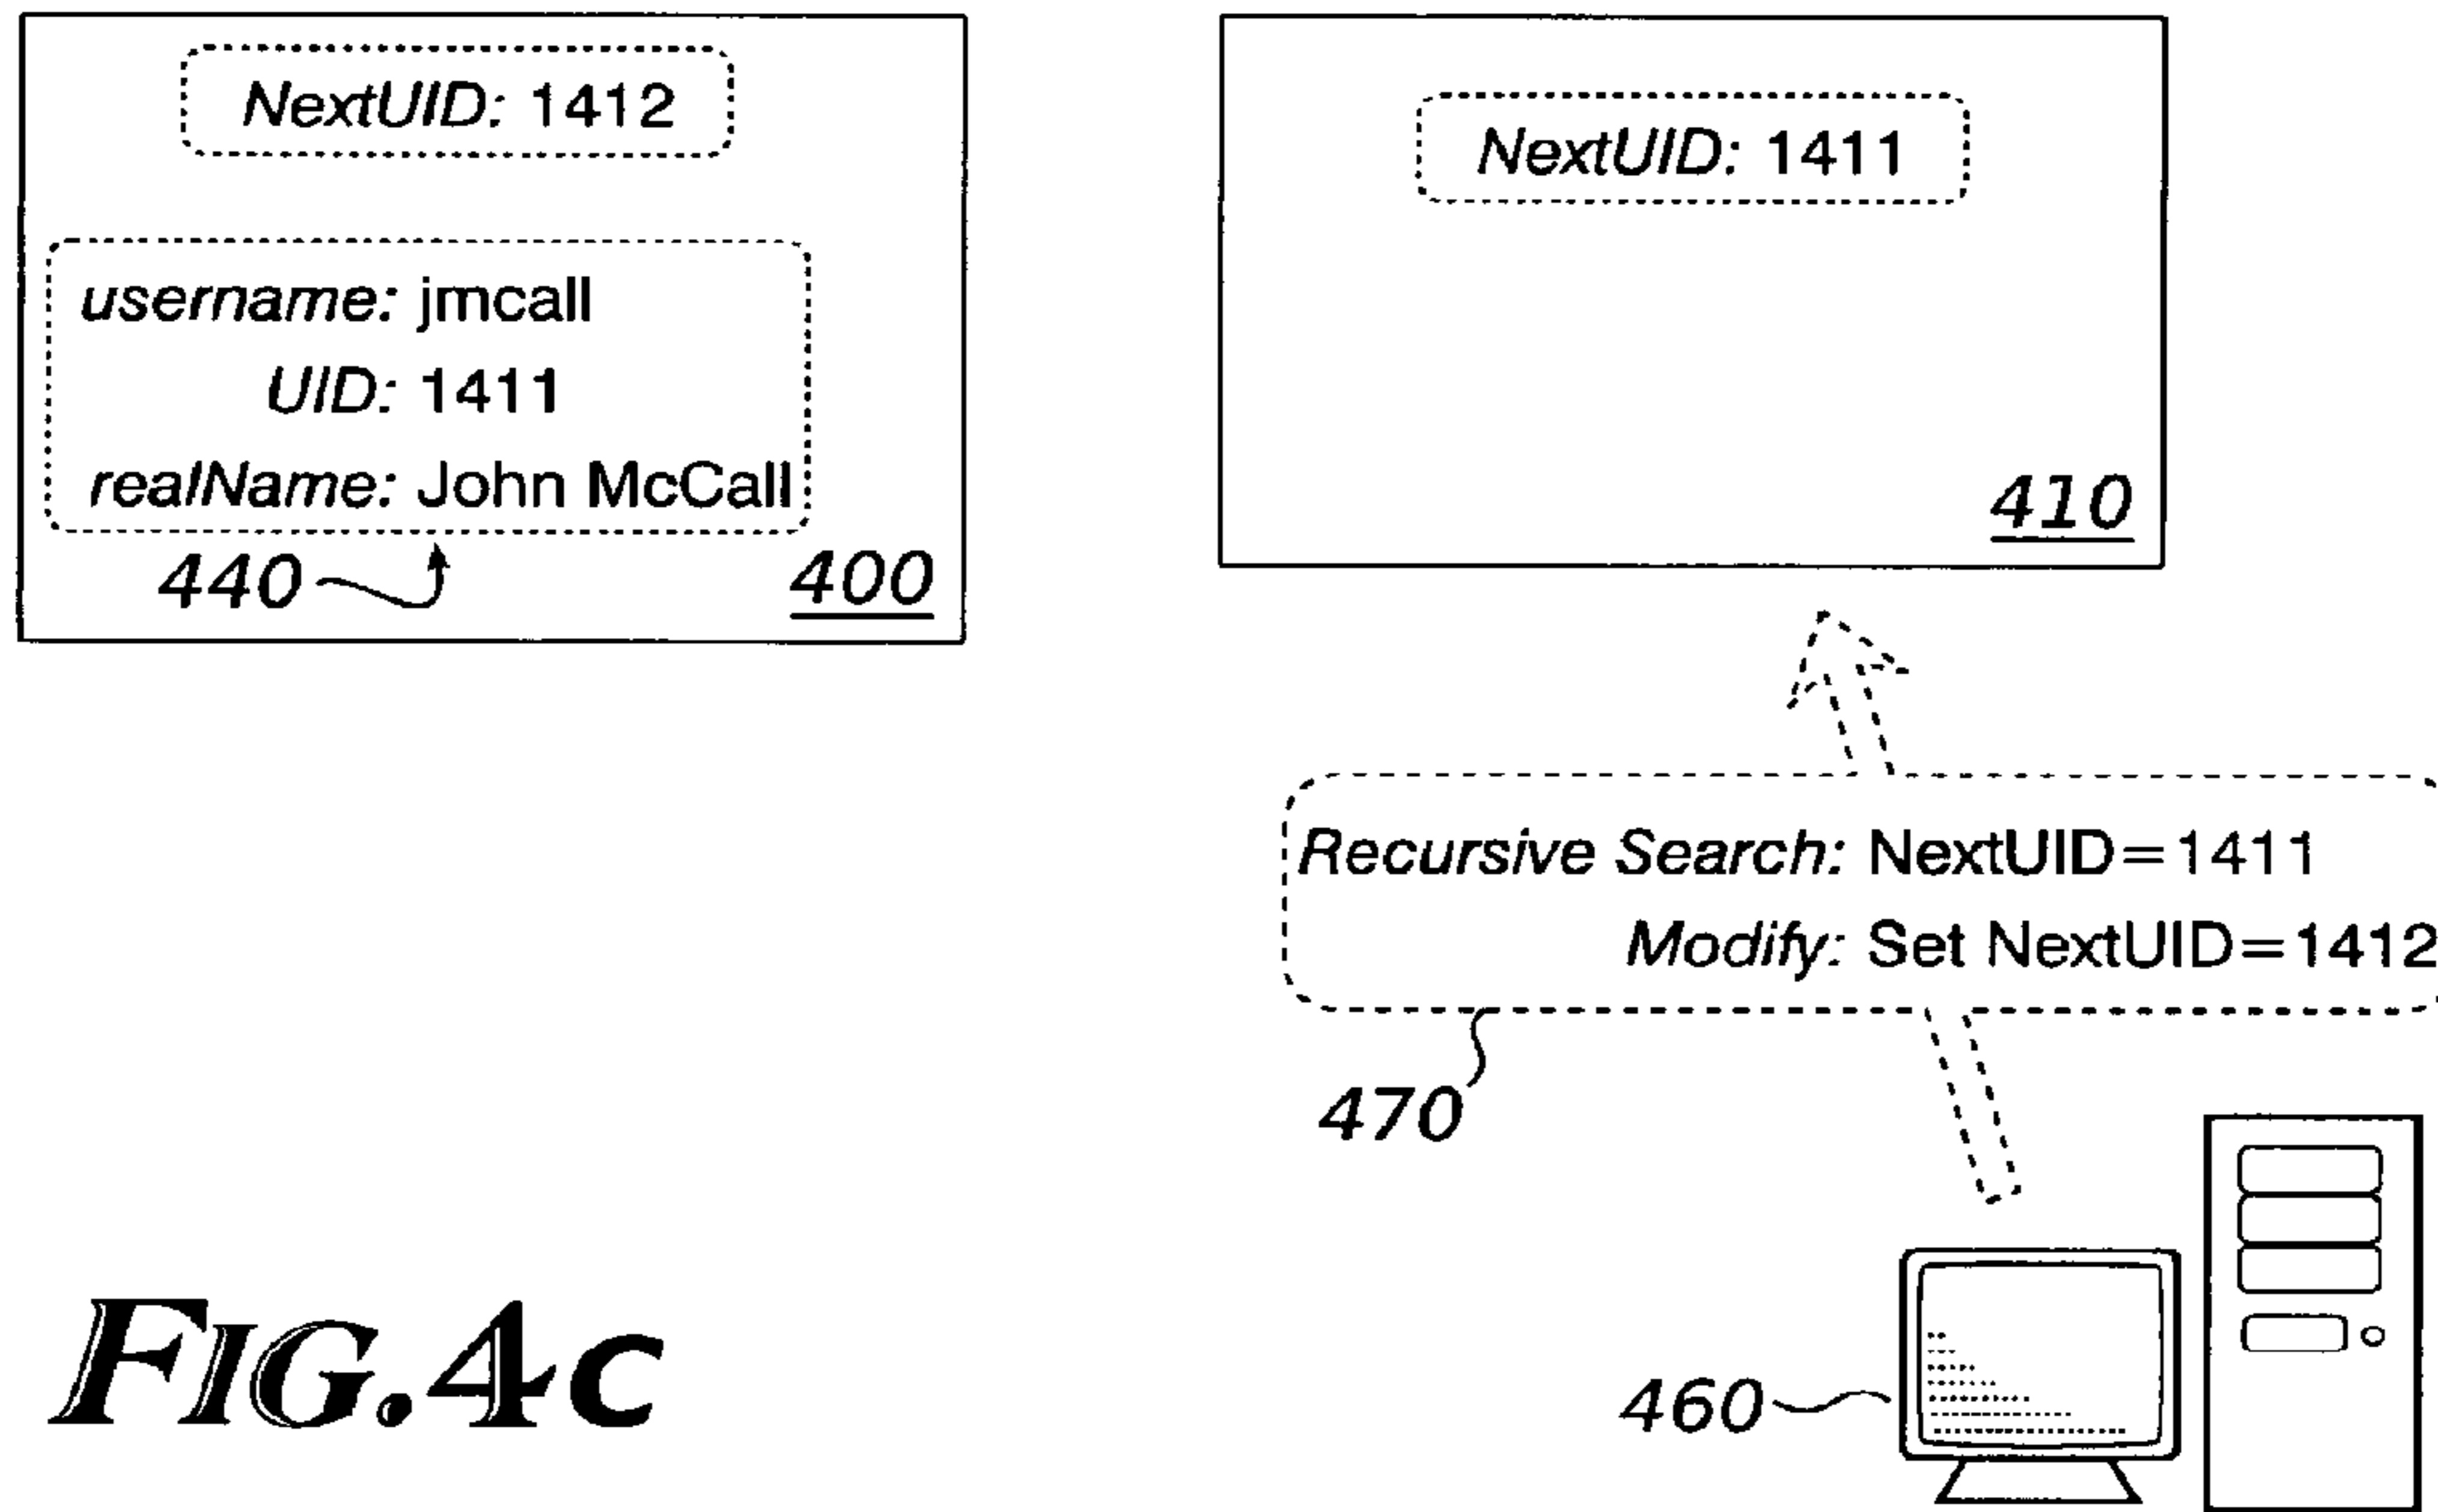 NextUID: 1412
username: jmcall
UID: 1411
realName: John McCall
440
400
NextUID: 1411
410
Recursive Search: NextUID=1411
Modify: Set NextUID=1412
470
460
FIG.4c